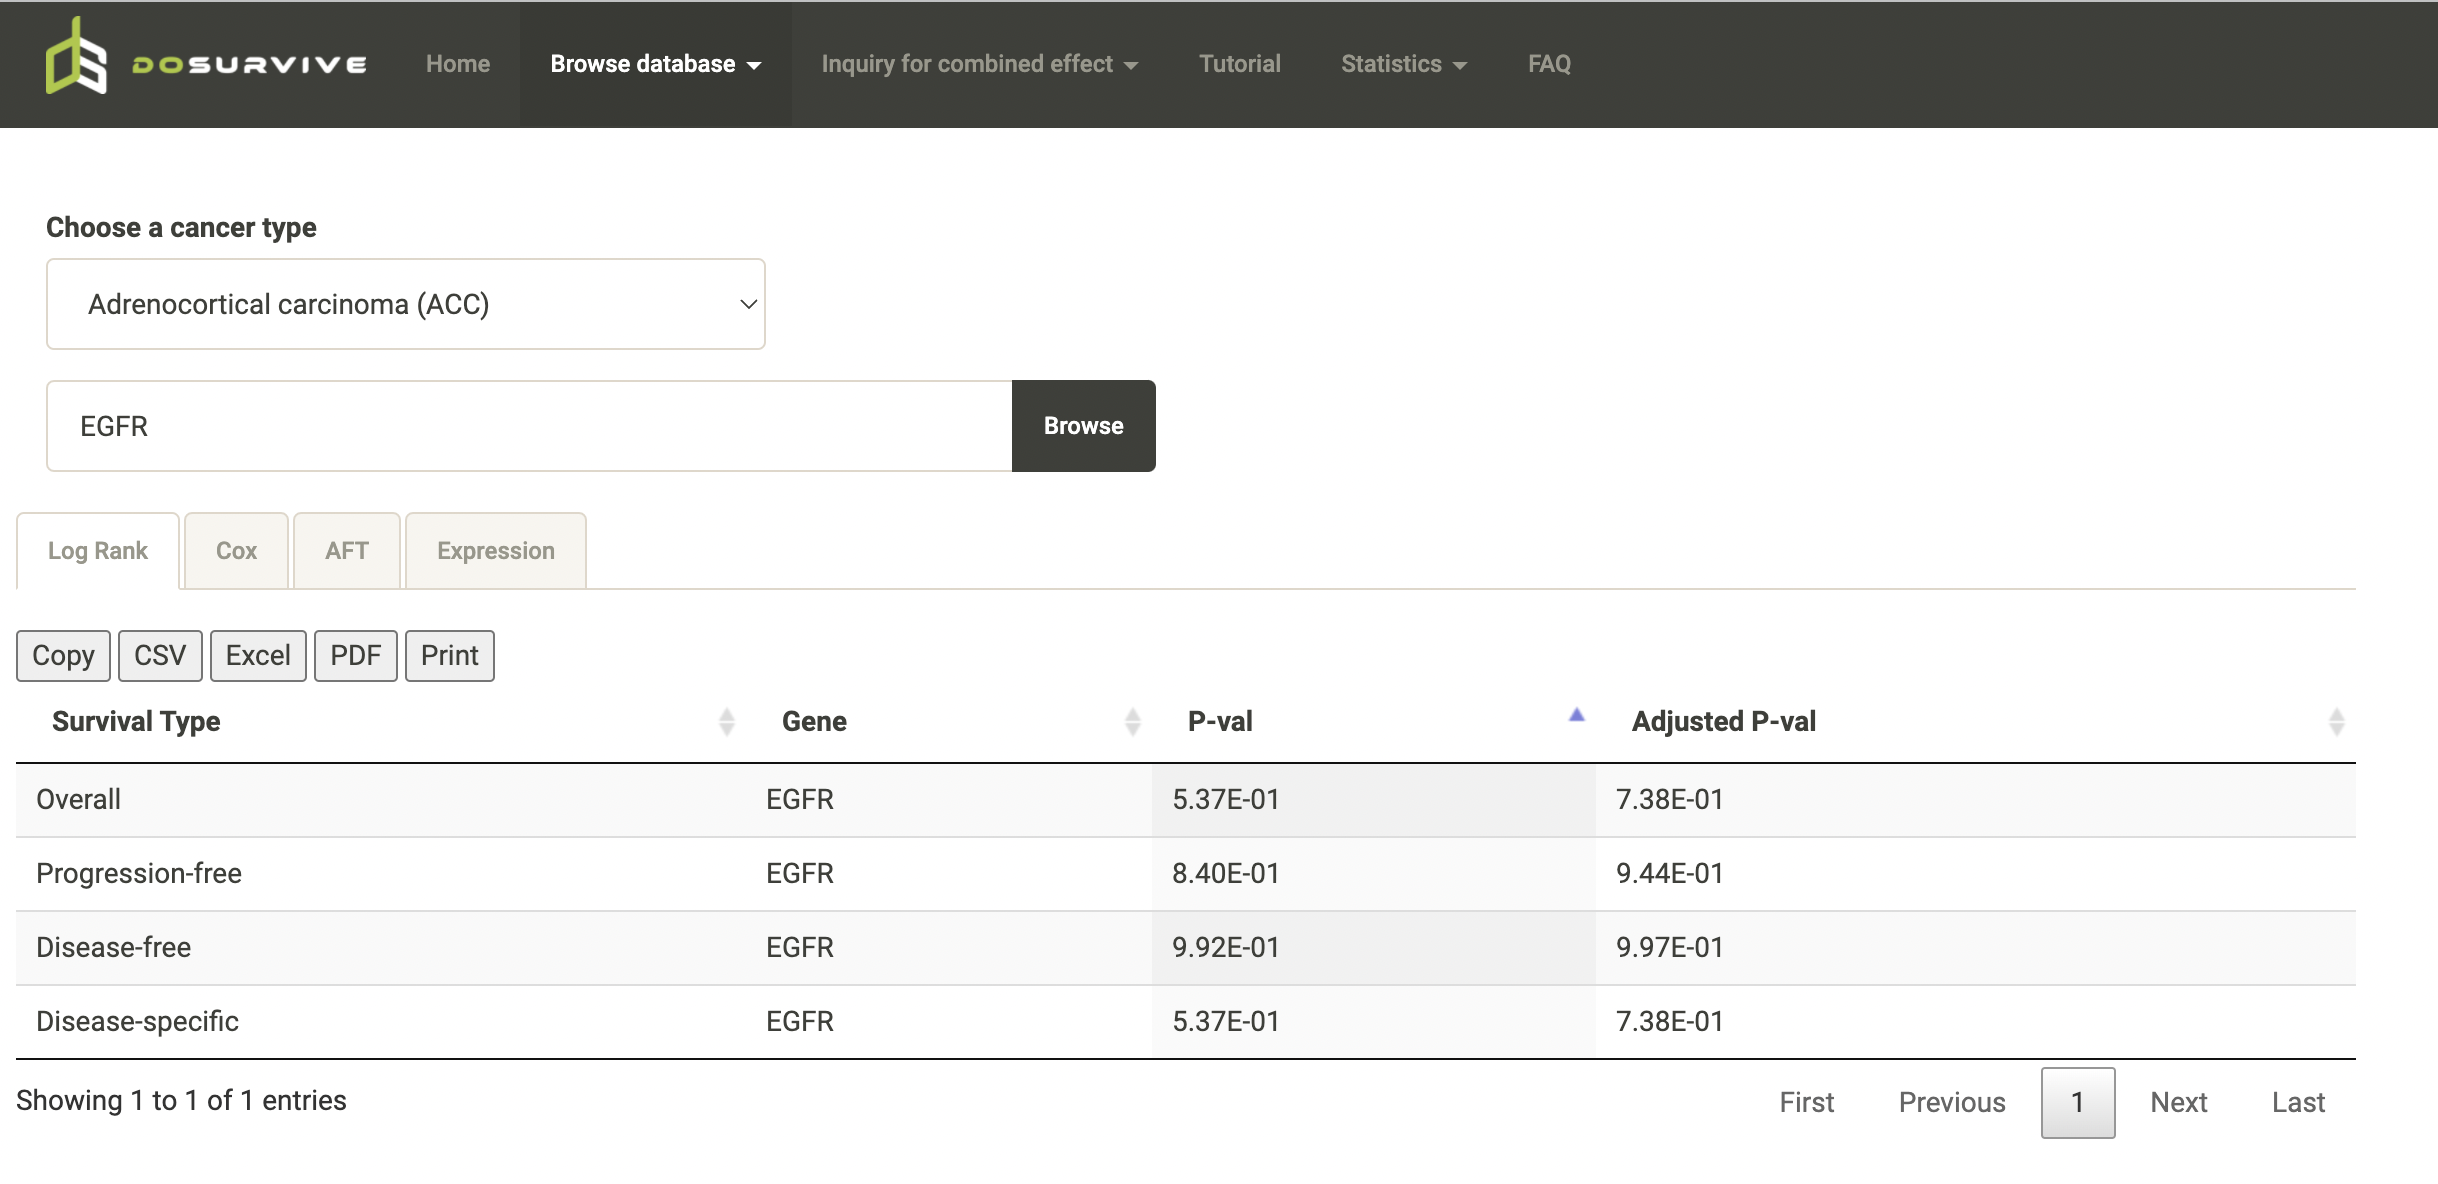 DOSURVIVE Home Browse database Inquiry for combined effect Tutorial Statistics FAQ
Choose a cancer type
Adrenocortical carcinoma (ACC)
EGFR Browse
Log Rank Cox AFT Expression
Copy CSV Excel PDF Print
Survival Type Gene P-val Adjusted P-val
Overall EGFR 5.37E-01 7.38E-01
Progression-free EGFR 8.40E-01 9.44E-01
Disease-free EGFR 9.92E-01 9.97E-01
Disease-specific EGFR 5.37E-01 7.38E-01
Showing 1 to 1 of 1 entries First Previous 1 Next Last